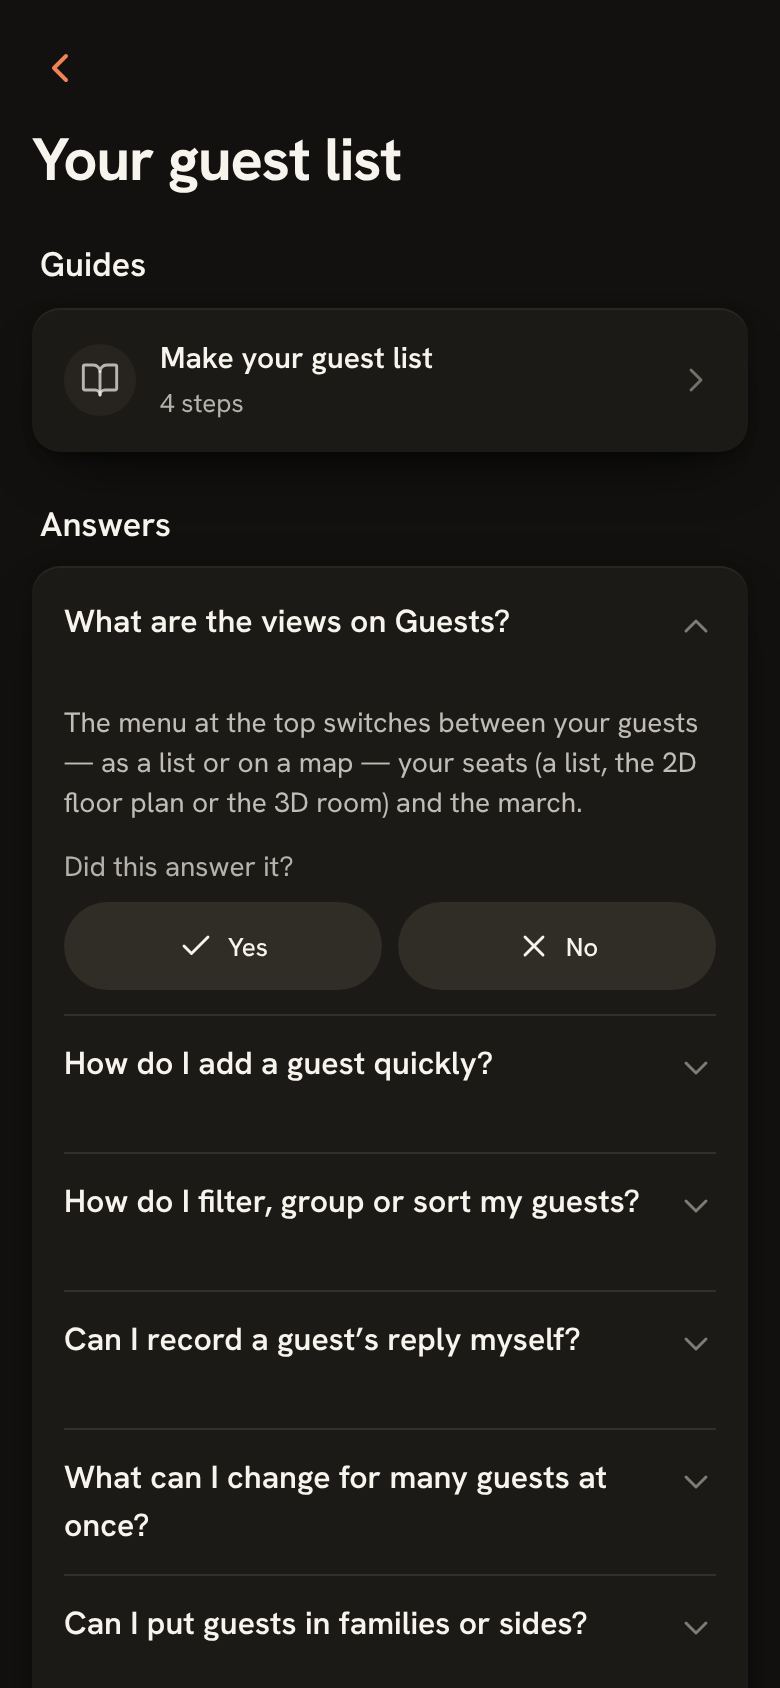 Your guest list
Guides
Make your guest list
4 steps
Answers
What are the views on Guests?
The menu at the top switches between your guests
— as a list or on a map — your seats (a list, the 2D
floor plan or the 3D room) and the march.
Did this answer it?
Yes
No
How do I add a guest quickly?
How do I filter, group or sort my guests?
Can I record a guest’s reply myself?
What can I change for many guests at
once?
Can I put guests in families or sides?